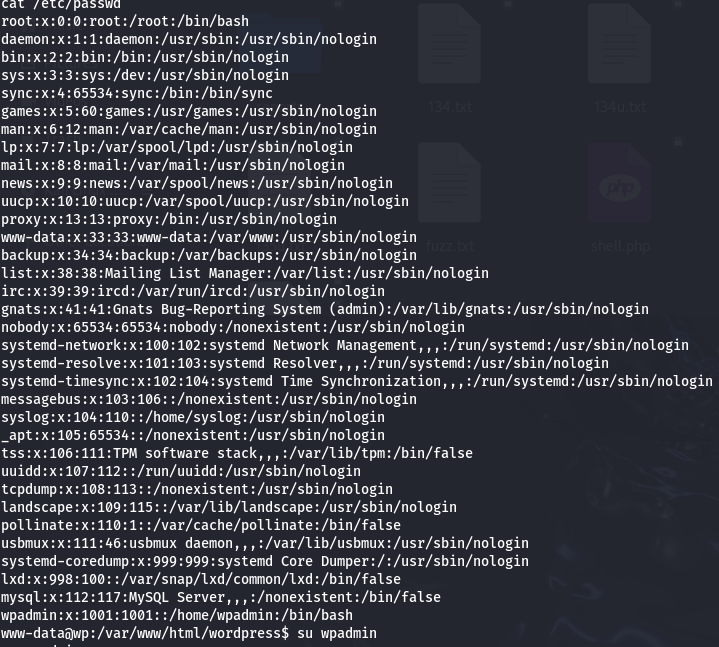 cat /etc/passwd
root:x:0:0:root:/root:/bin/bash
daemon:x:1:1:daemon:/usr/sbin:/usr/sbin/nologin
bin:x:2:2:bin:/bin:/usr/sbin/nologin
sys:x:3:3:sys:/dev:/usr/sbin/nologin
sync:x:4:65534:sync:/bin:/bin/sync
games:x:5:60:games:/usr/games:/usr/sbin/nologin
man:x:6:12:man:/var/cache/man:/usr/sbin/nologin
lp:x:7:7:lp:/var/spool/lpd:/usr/sbin/nologin
mail:x:8:8:mail:/var/mail:/usr/sbin/nologin
news:x:9:9:news:/var/spool/news:/usr/sbin/nologin
uucp:x:10:10:uucp:/var/spool/uucp:/usr/sbin/nologin
proxy:x:13:13:proxy:/bin:/usr/sbin/nologin
www-data:x:33:33:www-data:/var/www:/usr/sbin/nologin
backup:x:34:34:backup:/var/backups:/usr/sbin/nologin
list:x:38:38:Mailing List Manager:/var/list:/usr/sbin/nologin
irc:x:39:39:ircd:/var/run/ircd:/usr/sbin/nologin
gnats:x:41:41:Gnats Bug-Reporting System (admin):/var/lib/gnats:/usr/sbin/nologin
nobody:x:65534:65534:nobody:/nonexistent:/usr/sbin/nologin
systemd-network:x:100:102:systemd Network Management,,,:/run/systemd:/usr/sbin/nologin
systemd-resolve:x:101:103:systemd Resolver,,,:/run/systemd:/usr/sbin/nologin
systemd-timesync:x:102:104:systemd Time Synchronization,,,:/run/systemd:/usr/sbin/nologin
messagebus:x:103:106::/nonexistent:/usr/sbin/nologin
syslog:x:104:110::/home/syslog:/usr/sbin/nologin
_apt:x:105:65534::/nonexistent:/usr/sbin/nologin
tss:x:106:111:TPM software stack,,,:/var/lib/tpm:/bin/false
uuidd:x:107:112::/run/uuidd:/usr/sbin/nologin
tcpdump:x:108:113::/nonexistent:/usr/sbin/nologin
landscape:x:109:115::/var/lib/landscape:/usr/sbin/nologin
pollinate:x:110:1::/var/cache/pollinate:/bin/false
usbmux:x:111:46:usbmux daemon,,,:/var/lib/usbmux:/usr/sbin/nologin
systemd-coredump:x:999:999:systemd Core Dumper:/:/usr/sbin/nologin
lxd:x:998:100::/var/snap/lxd/common/lxd:/bin/false
mysql:x:112:117:MySQL Server,,,:/nonexistent:/bin/false
wpadmin:x:1001:1001::/home/wpadmin:/bin/bash
www-data@wp:/var/www/html/wordpress$ su wpadmin
134.txt
134u.txt
php
fuzz.txt
shell.php